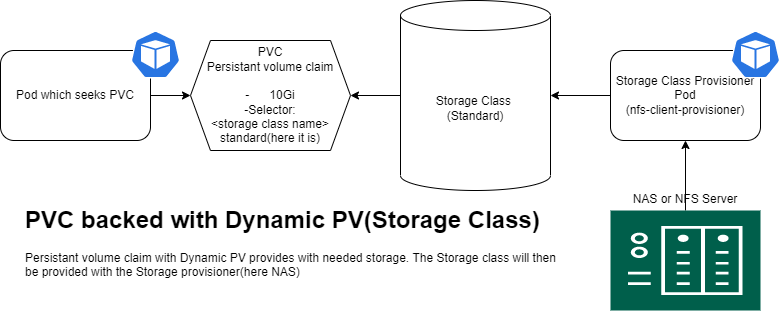 Pod which seeks PVC
PVC
Persistant volume claim
- 10Gi
-Selector:
<storage class name>
standard(here it is)
Storage Class
(Standard)
Storage Class Provisioner
Pod
(nfs-client-provisioner)
NAS or NFS Server
PVC backed with Dynamic PV(Storage Class)
Persistant volume claim with Dynamic PV provides with needed storage. The Storage class will then
be provided with the Storage provisioner(here NAS)